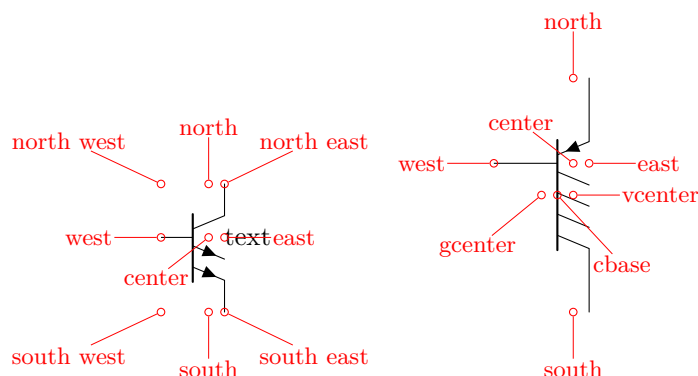 north
north
center
north west
north east
west
east
vcenter
west
text
east
gcenter
cbase
center
south west
south east
south
south